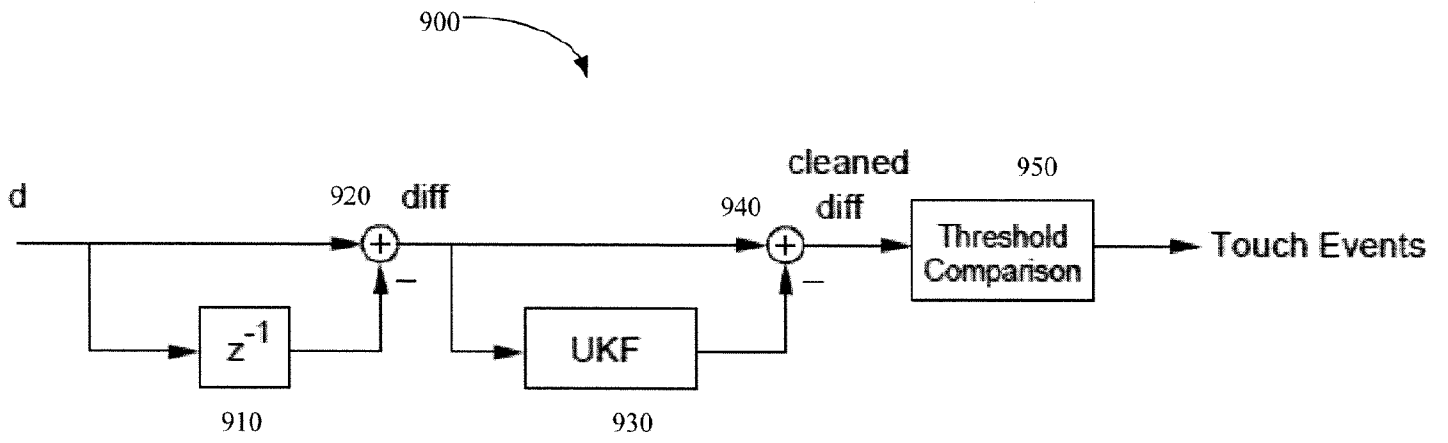 900
d
920
diff
940
cleaned
diff
950
Threshold
Comparison
Touch Events
−
−
z⁻¹
UKF
910
930